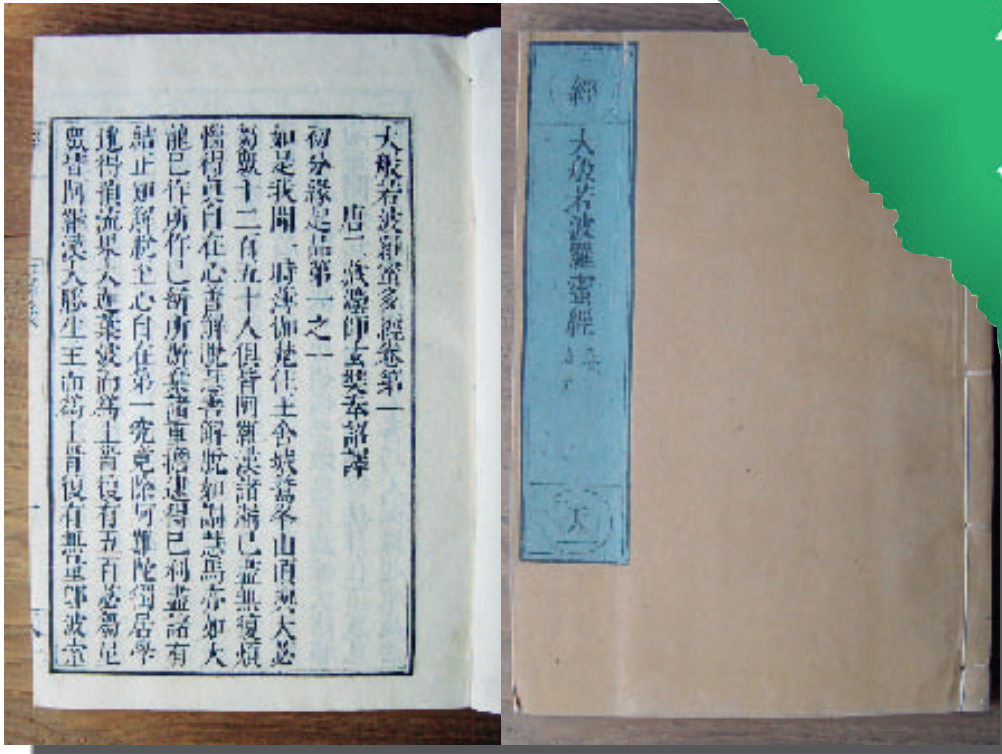 大般若波羅蜜多經卷第一
唐三藏灋師玄奘奉詔譯
初分緣起品第一之一
如是我聞一時薄伽梵住王舍城鷲峯山頂與大苾
芻眾千二百五十人俱皆阿羅漢諸漏已盡無復煩
惱得真自在心善解脫慧善解脫如調慧馬亦如大
龍已作所作已辦所辦棄諸重擔逮得己利盡諸有
結正知解脫至心自在第一究竟除阿難陀獨居學
地得預流果大迦葉波而為上首復有五百苾芻尼
眾皆阿羅漢大勝生主而為上首復有無量鄔波索
經
大般若波羅蜜經
天